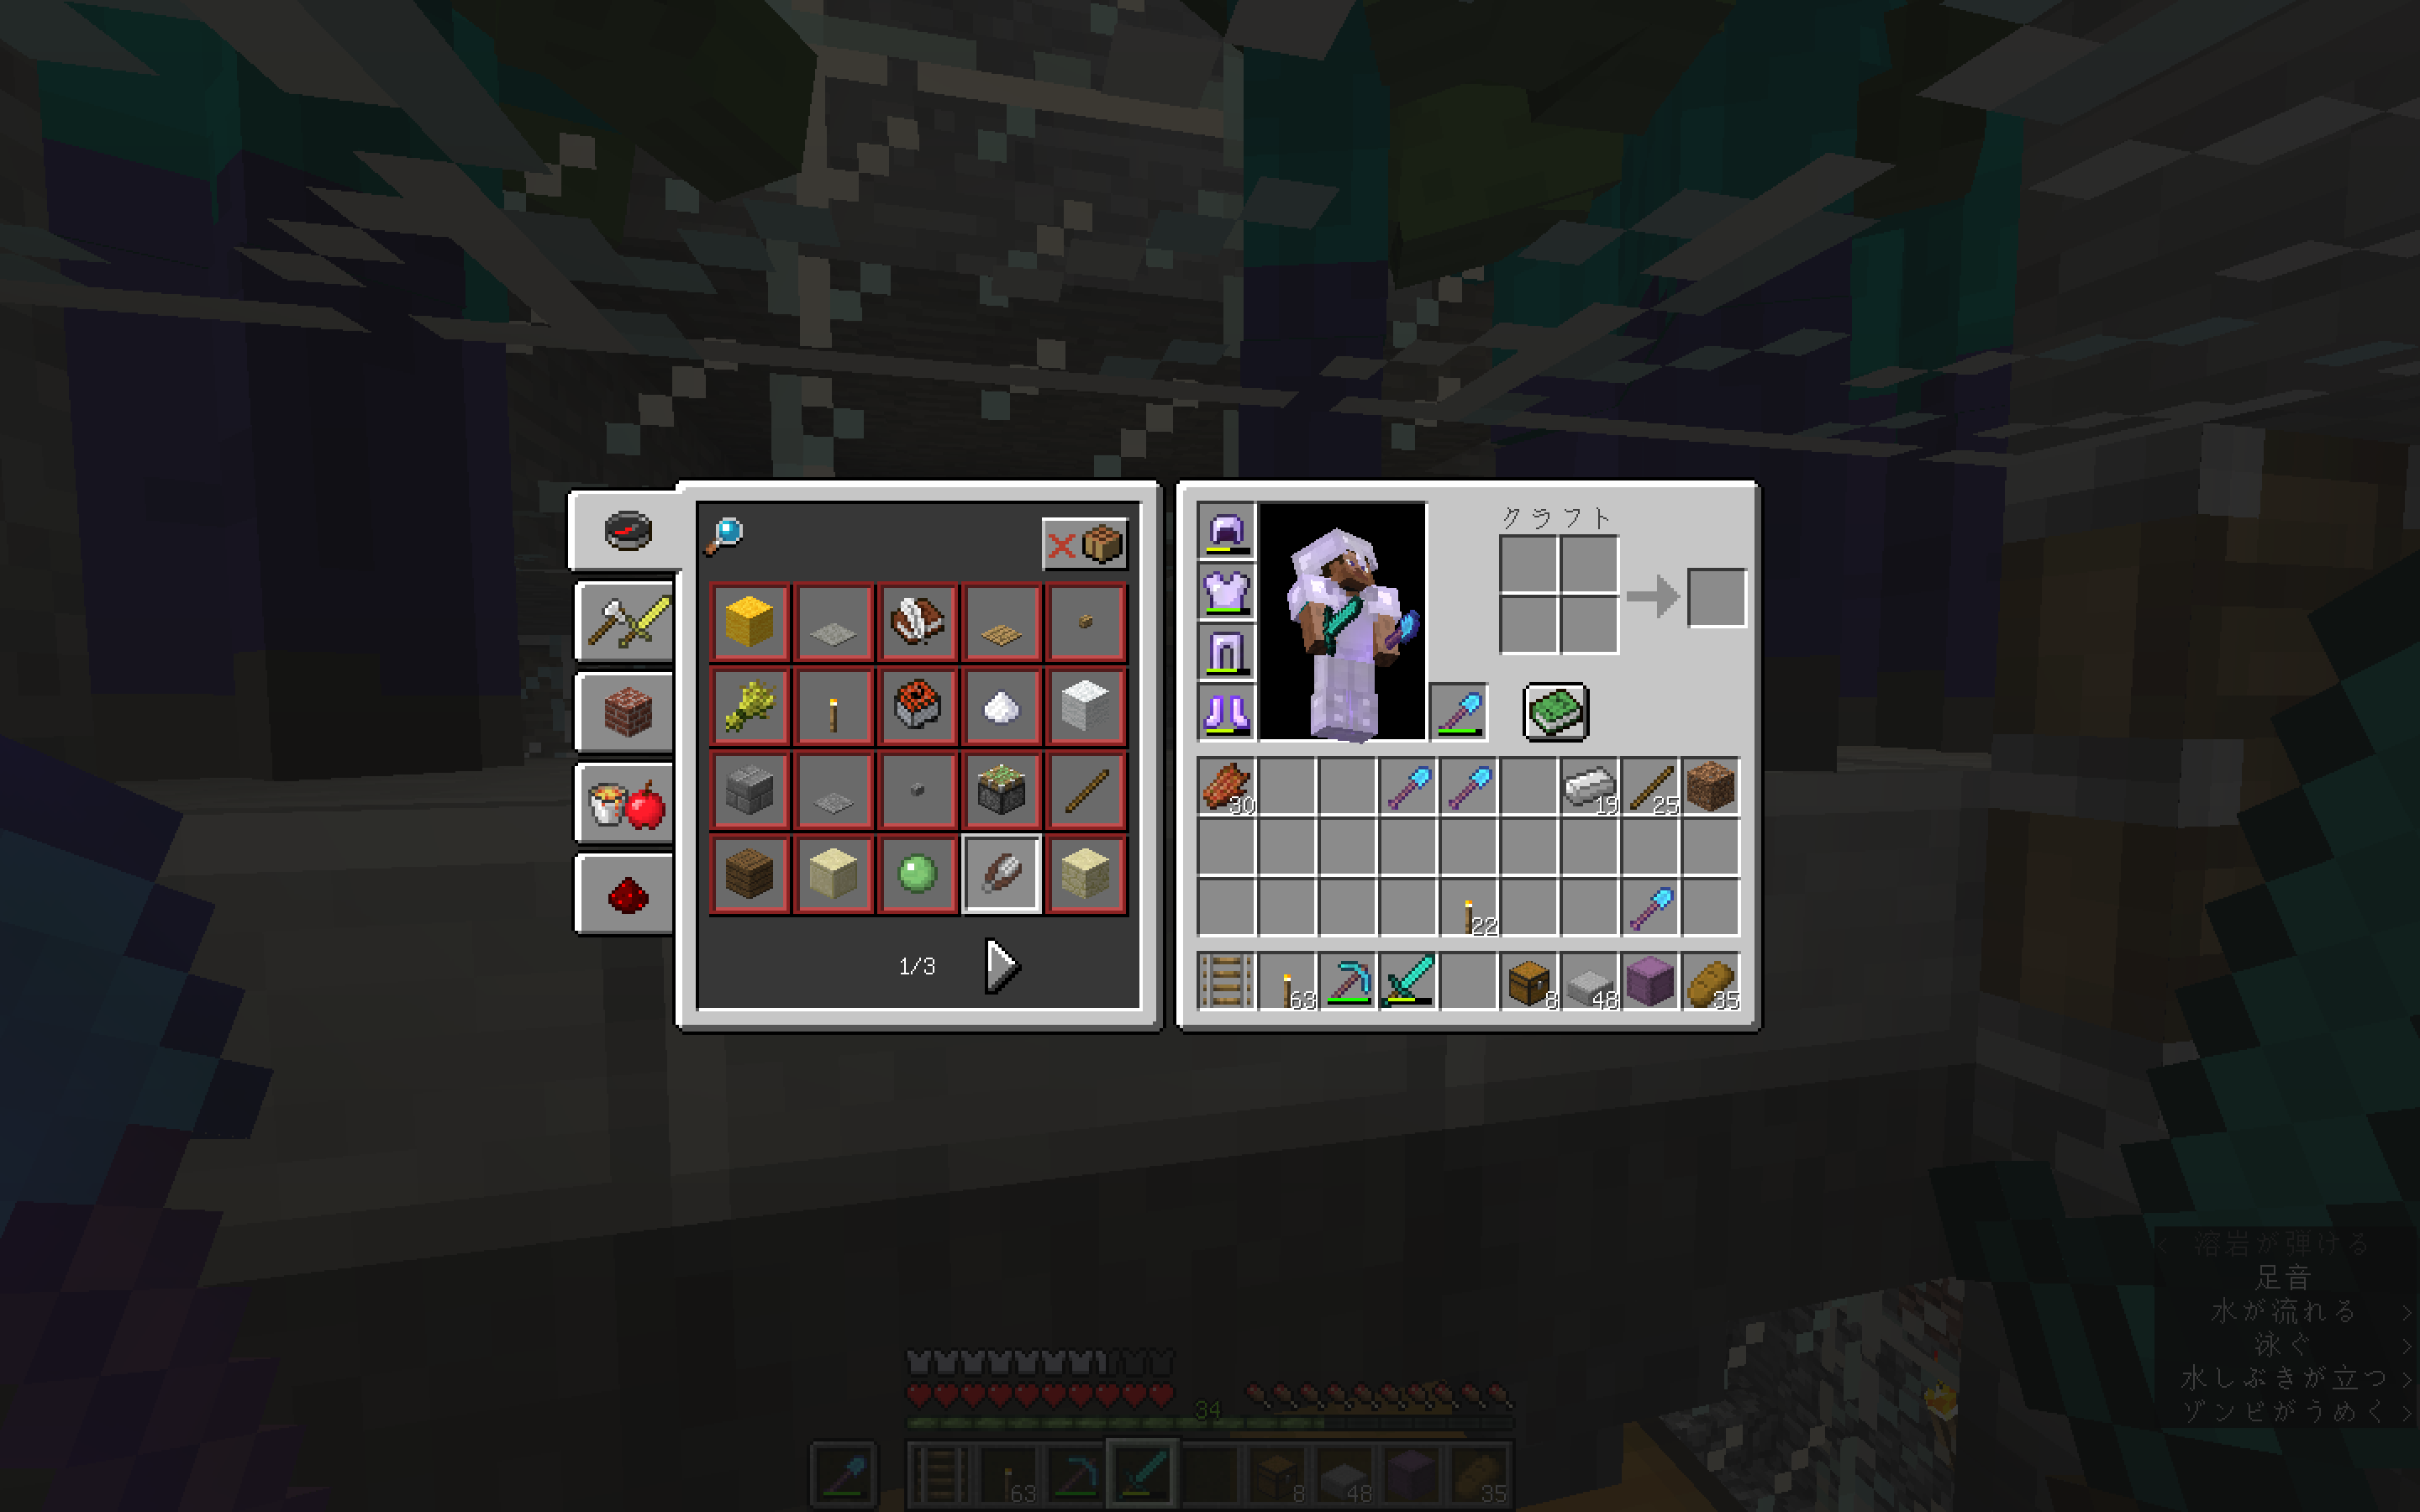 クラフト
30
19
25
22
1/3
63
8
48
35
< 溶岩が弾ける
足音
水が流れる >
泳ぐ >
水しぶきが立つ >
ゾンビがうめく >
34
63
8
48
35